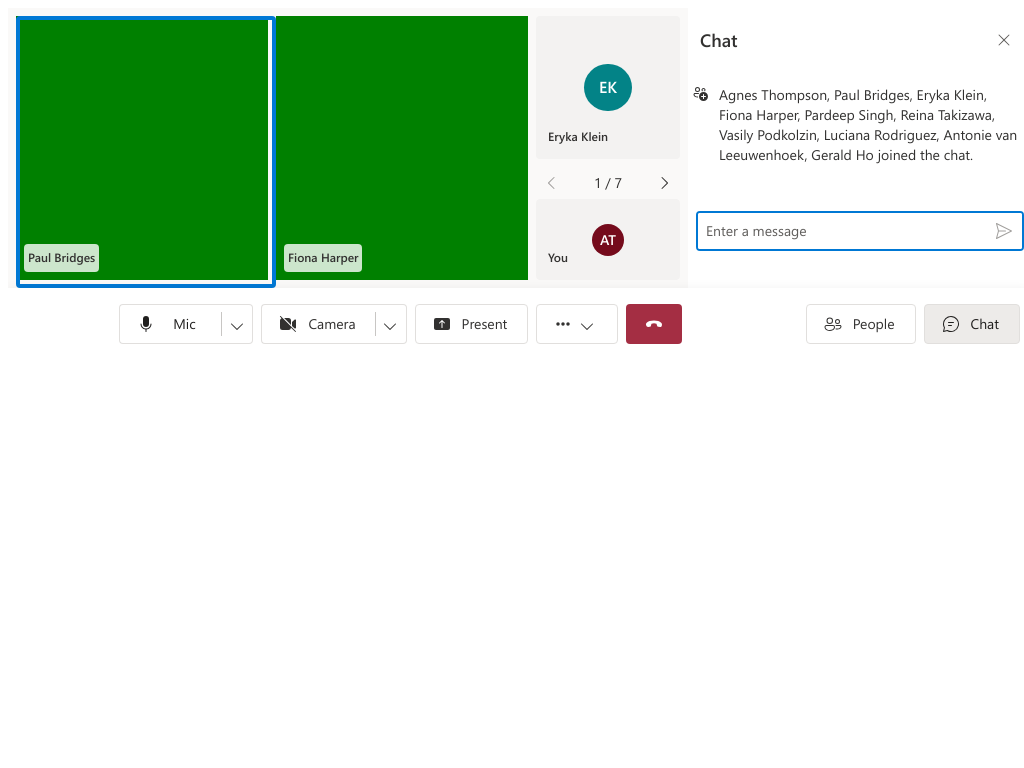 Paul Bridges
Fiona Harper
EK
Eryka Klein
1 / 7
AT
You
Chat
Agnes Thompson, Paul Bridges, Eryka Klein,
Fiona Harper, Pardeep Singh, Reina Takizawa,
Vasily Podkolzin, Luciana Rodriguez, Antonie van
Leeuwenhoek, Gerald Ho joined the chat.
Enter a message
Mic
Camera
Present
People
Chat